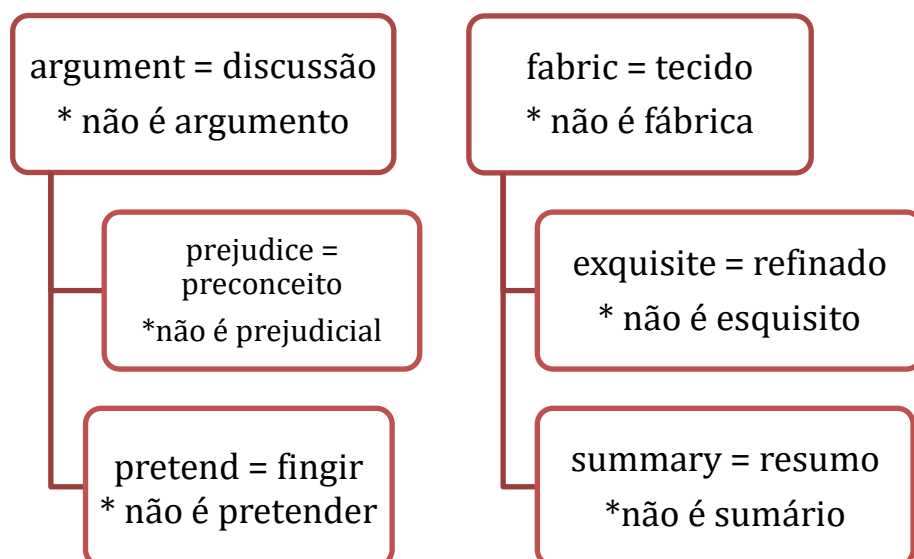 argument = discussão
* não é argumento
prejudice =
preconceito
*não é prejudicial
pretend = fingir
* não é pretender
fabric = tecido
* não é fábrica
exquisite = refinado
* não é esquisito
summary = resumo
*não é sumário